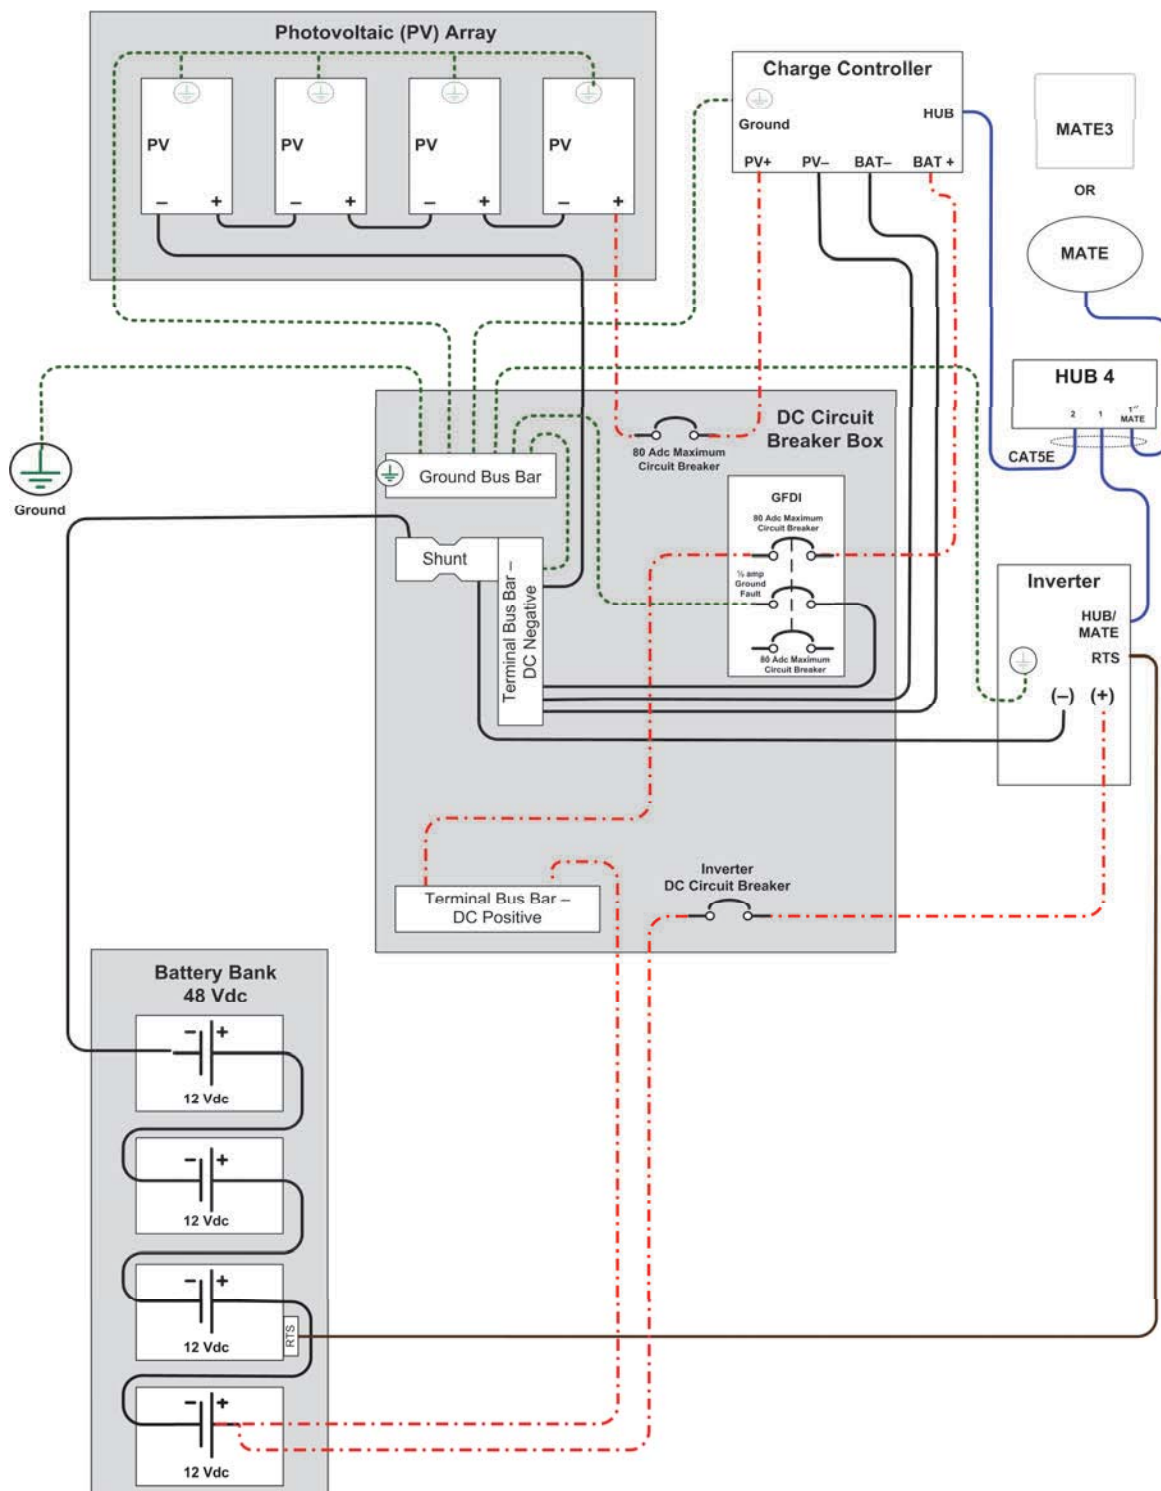 Photovoltaic (PV) Array
PV
PV
PV
PV
–
+
–
+
–
+
–
+
Charge Controller
HUB
Ground
PV+
PV–
BAT–
BAT +
MATE3
OR
MATE
HUB 4
2
1
MATE
CAT5E
DC Circuit
Breaker Box
80 Adc Maximum
Circuit Breaker
Ground Bus Bar
Ground
Shunt
Terminal Bus Bar –
DC Negative
GFDI
80 Adc Maximum
Circuit Breaker
½ amp
Ground
Fault
80 Adc Maximum
Circuit Breaker
Inverter
HUB/
MATE
RTS
(–)
(+)
Inverter
DC Circuit Breaker
Terminal Bus Bar –
DC Positive
Battery Bank
48 Vdc
–
+
12 Vdc
–
+
12 Vdc
–
+
12 Vdc
RTS
–
+
12 Vdc